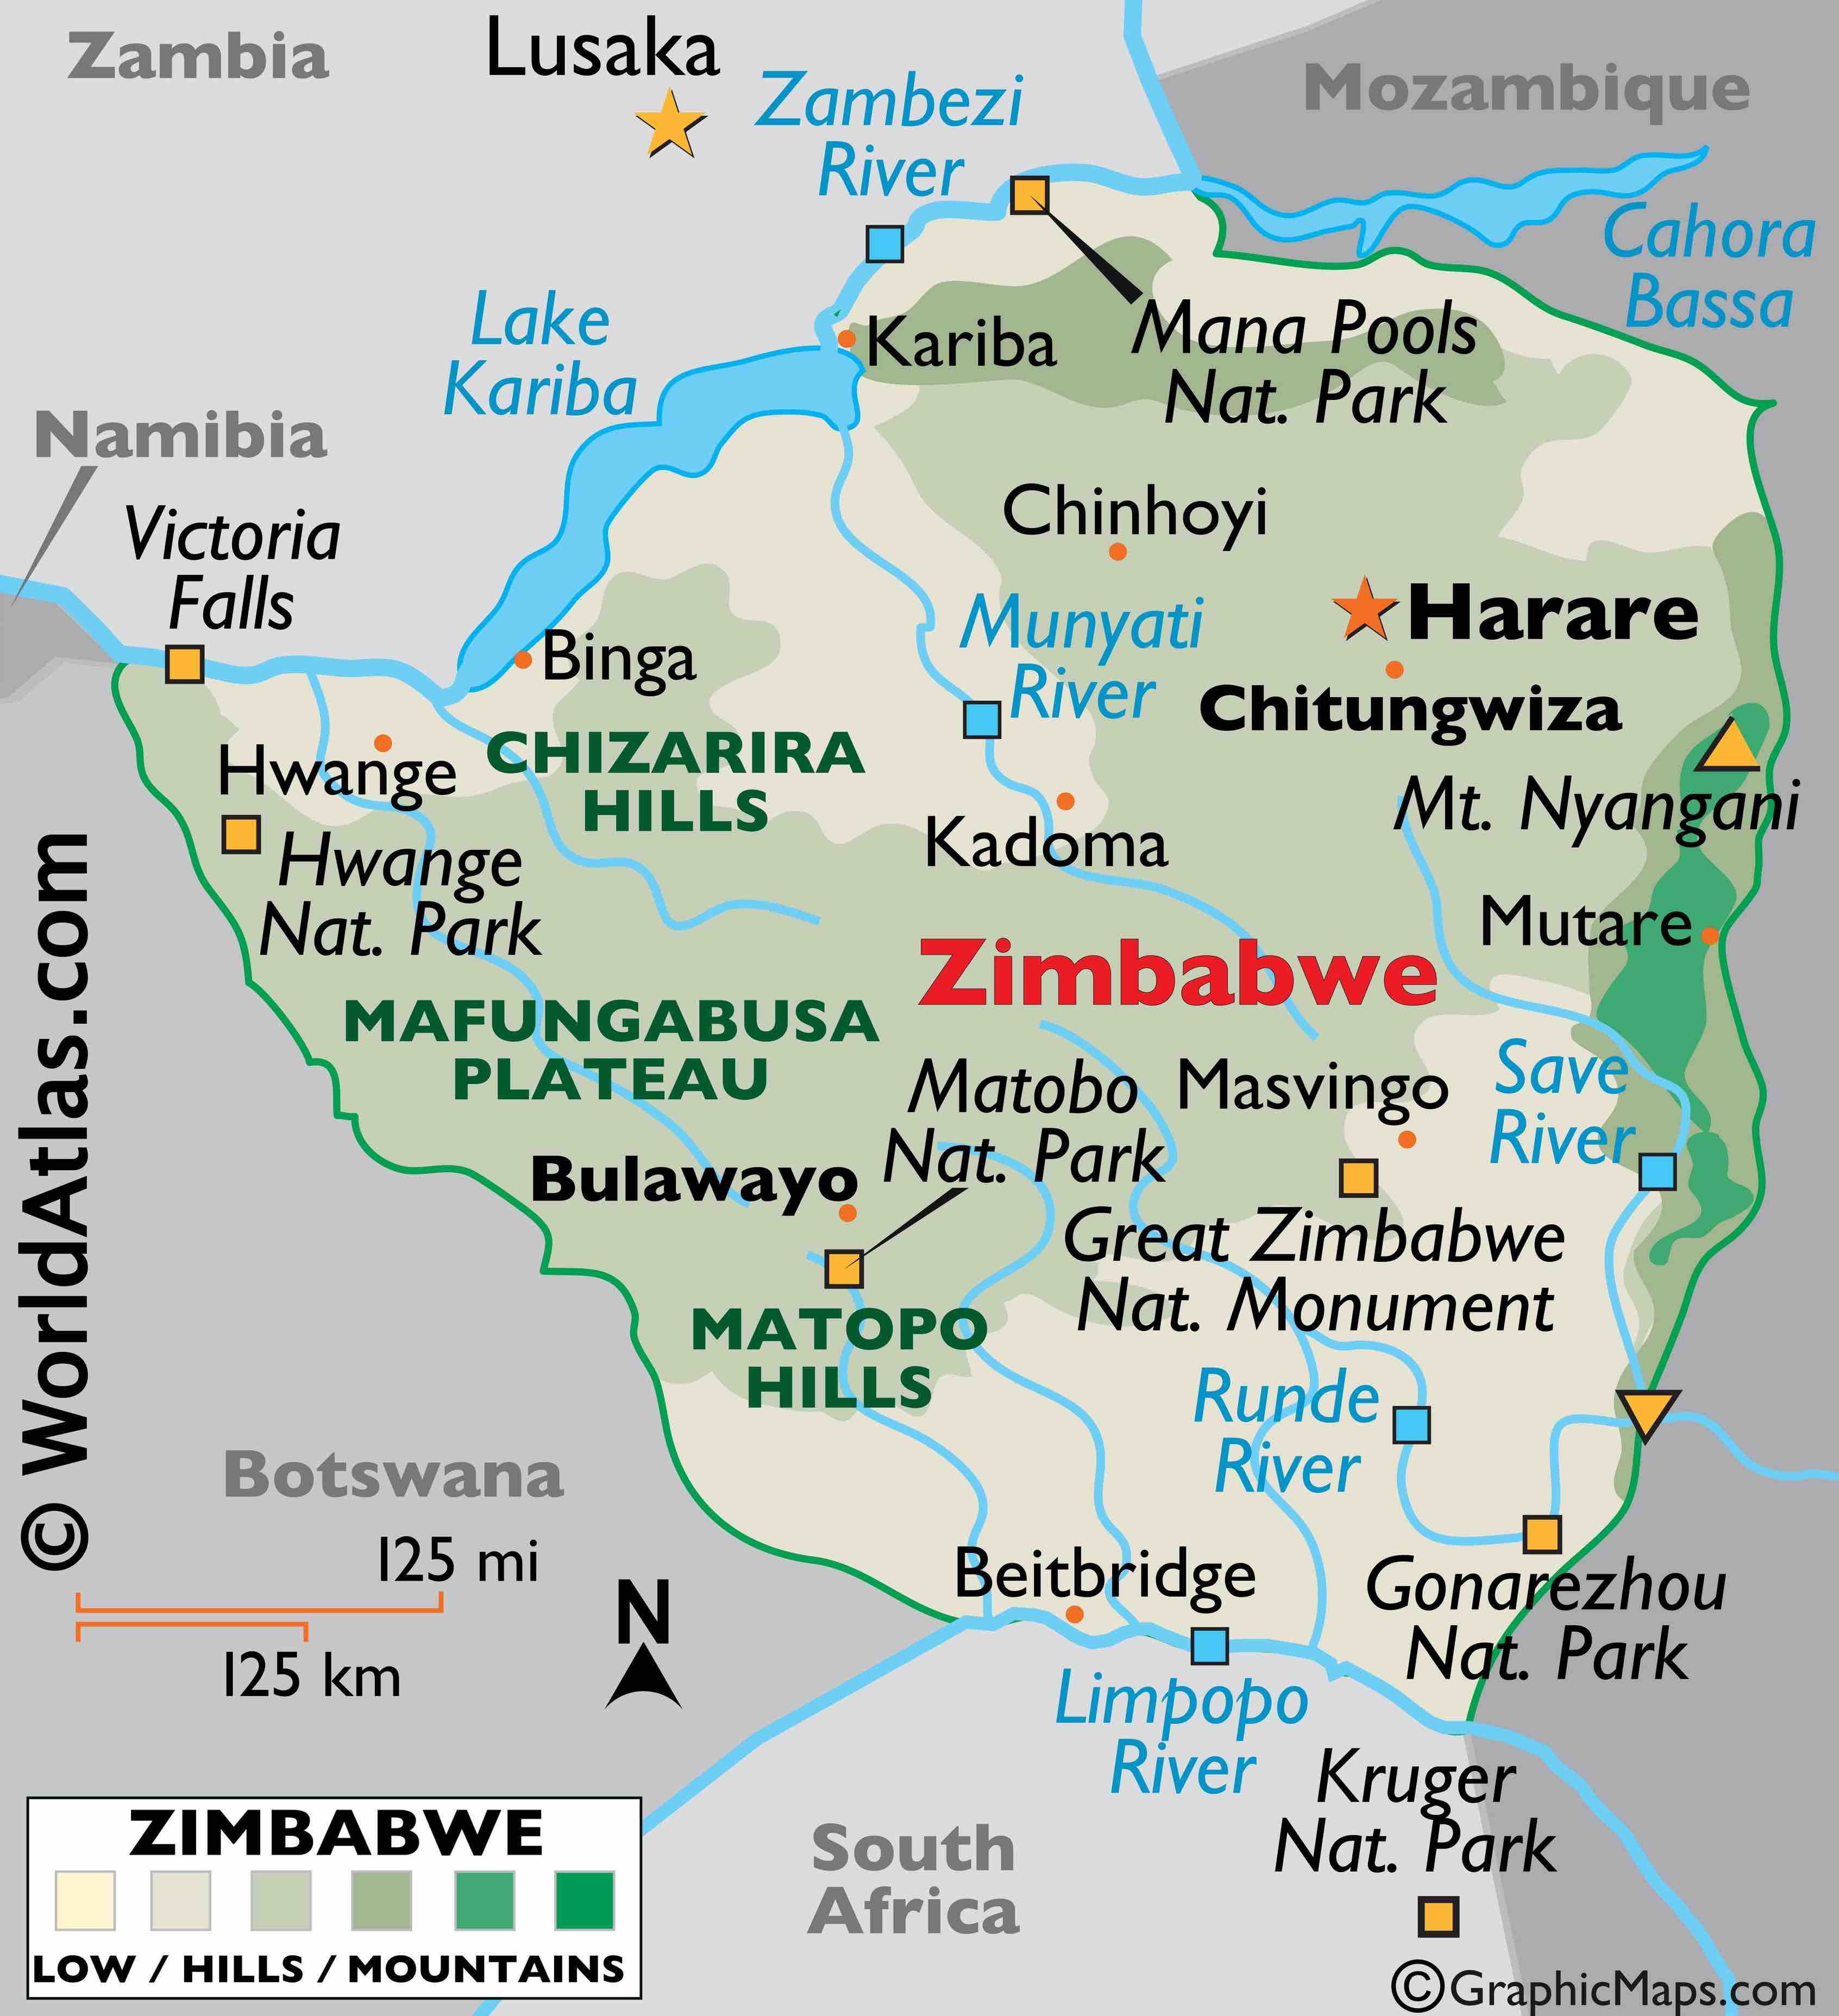 Zambia
Lusaka
Zambezi
River
Mozambique
Cahora
Bassa
Lake
Kariba
Kariba
Mana Pools
Nat. Park
Namibia
Victoria
Falls
Chinhoyi
Harare
Munyati
River
Binga
Chitungwiza
Hwange
CHIZARIRA
HILLS
Mt. Nyangani
Kadoma
Hwange
Nat. Park
Mutare
Zimbabwe
MAFUNGABUSA
PLATEAU
Matobo
Nat. Park
Masvingo
Save
River
Bulawayo
Great Zimbabwe
Nat. Monument
MATOPO
HILLS
Runde
River
Botswana
Beitbridge
Gonarezhou
Nat. Park
Limpopo
River
Kruger
Nat. Park
South
Africa
© WorldAtlas.com
125 mi
125 km
N
ZIMBABWE
LOW / HILLS / MOUNTAINS
©GraphicMaps.com